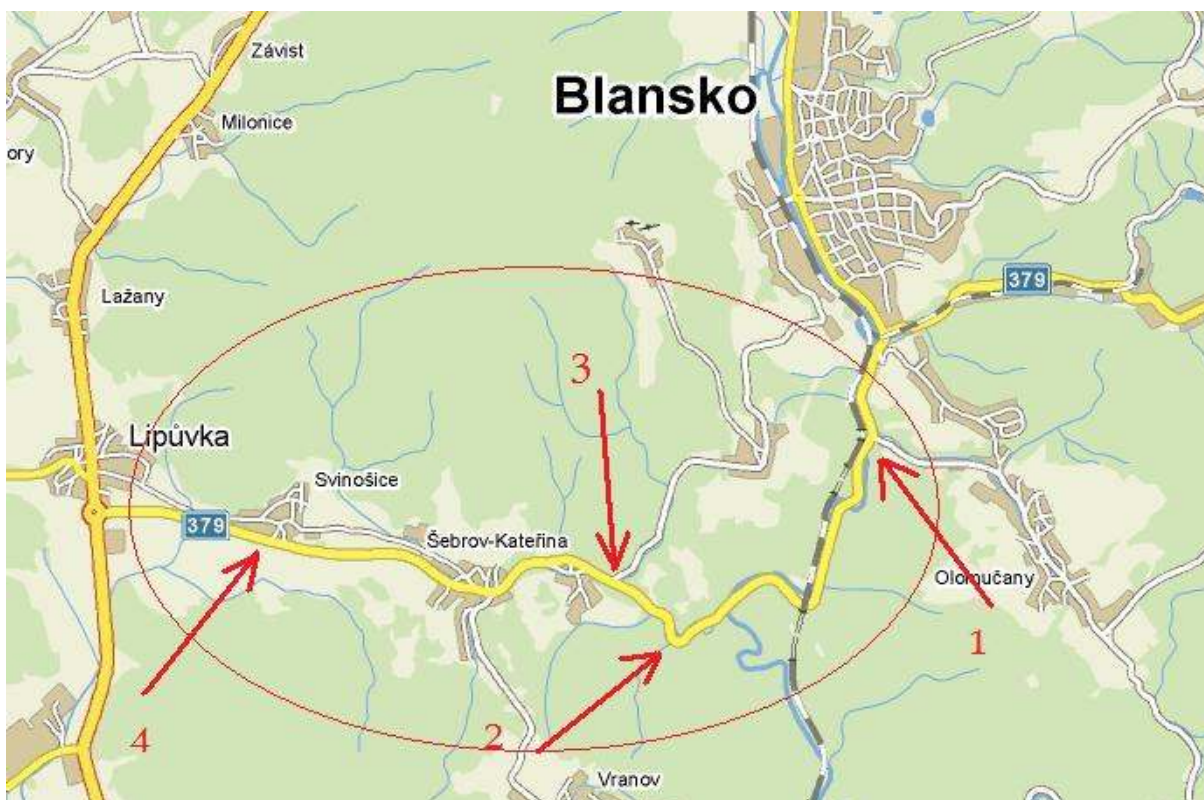 Závist
Blansko
Milonice
ory
379
Lažany
3
Lipůvka
Svinošice
379
Šebrov-Kateřina
Olomučany
1
2
4
Vranov